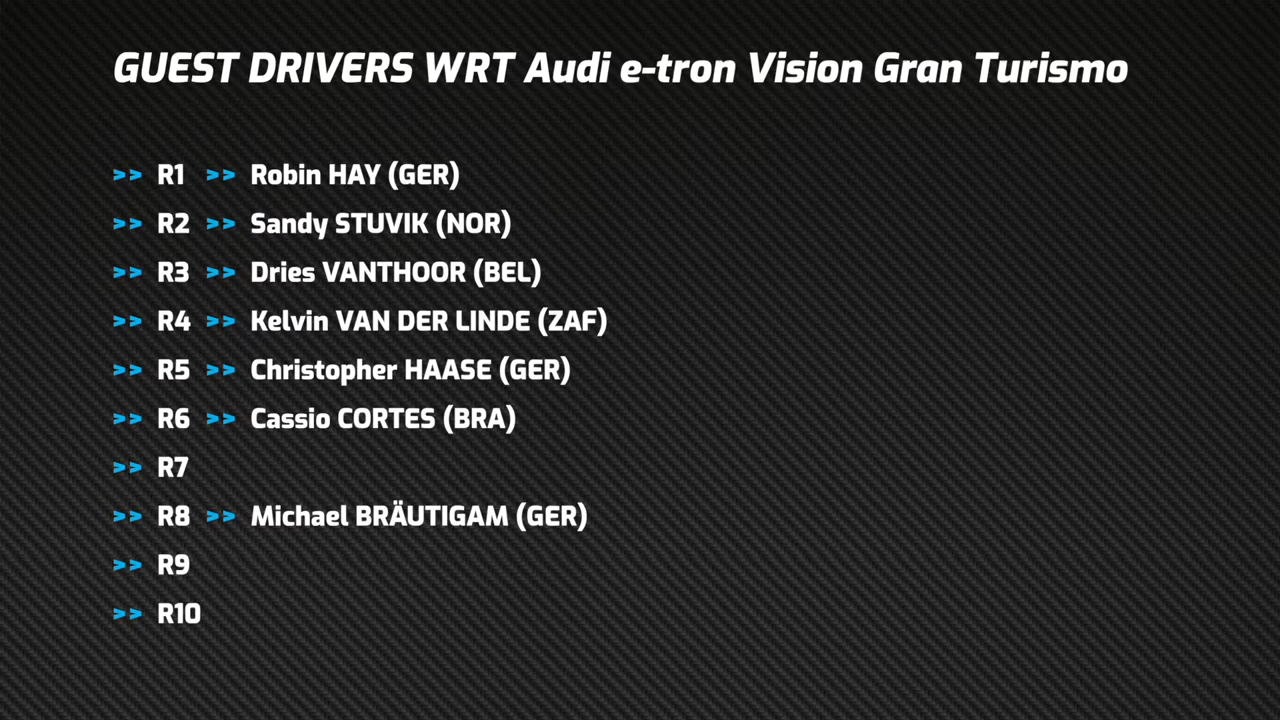 GUEST DRIVERS WRT Audi e-tron Vision Gran Turismo
>> R1 >> Robin HAY (GER)
>> R2 >> Sandy STUVIK (NOR)
>> R3 >> Dries VANTHOOR (BEL)
>> R4 >> Kelvin VAN DER LINDE (ZAF)
>> R5 >> Christopher HAASE (GER)
>> R6 >> Cassio CORTES (BRA)
>> R7
>> R8 >> Michael BRÄUTIGAM (GER)
>> R9
>> R10